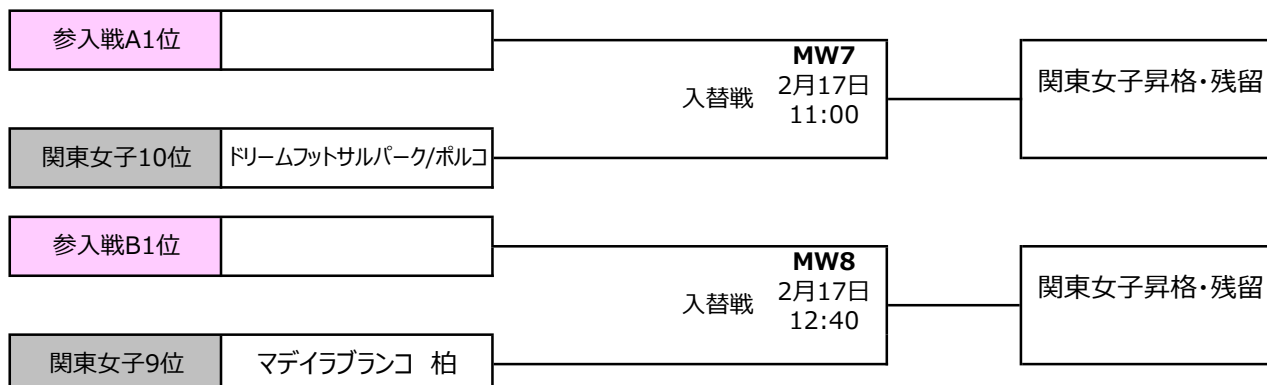 参入戦A1位
MW7
入替戦 2月17日
11:00
関東女子昇格・残留
関東女子10位 ドリームフットサルパーク/ポルコ
参入戦B1位
MW8
入替戦 2月17日
12:40
関東女子昇格・残留
関東女子9位 マデイラブランコ 柏